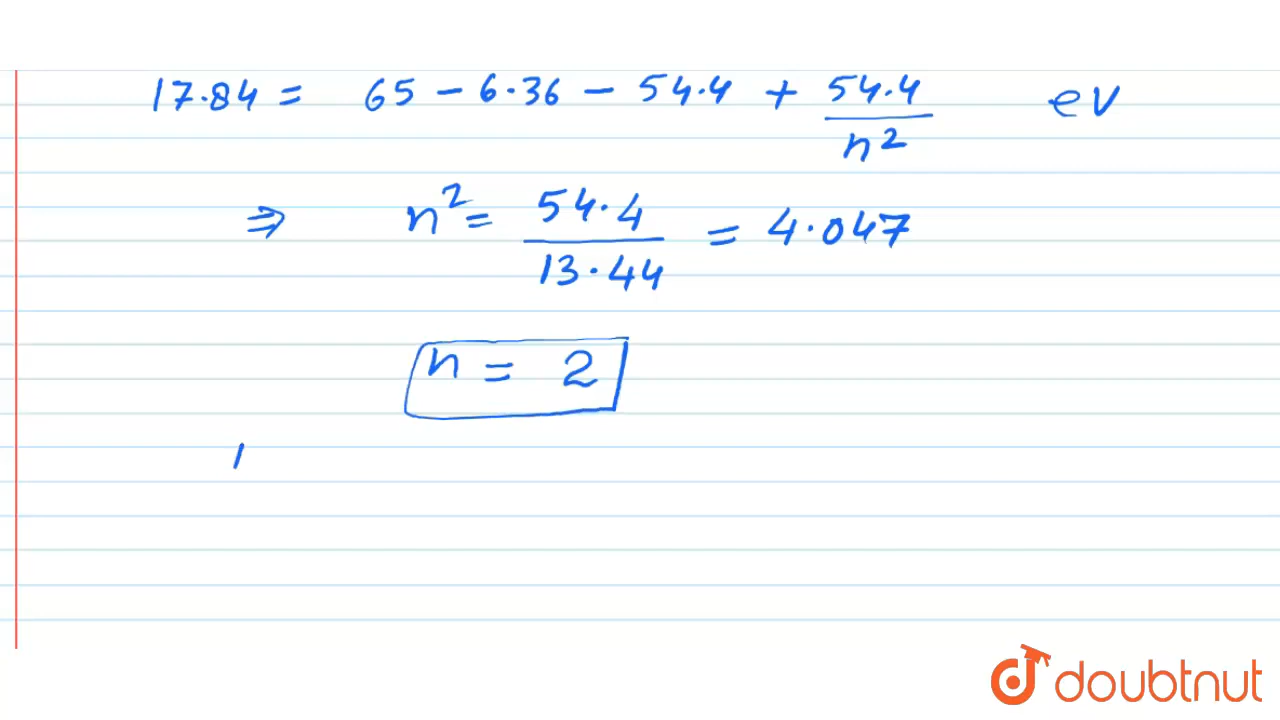 17.84 = 65 - 6.36 - 54.4 + 54.4/n² eV
⇒ n² = 54.4/13.44 = 4.047
n = 2
doubtnut